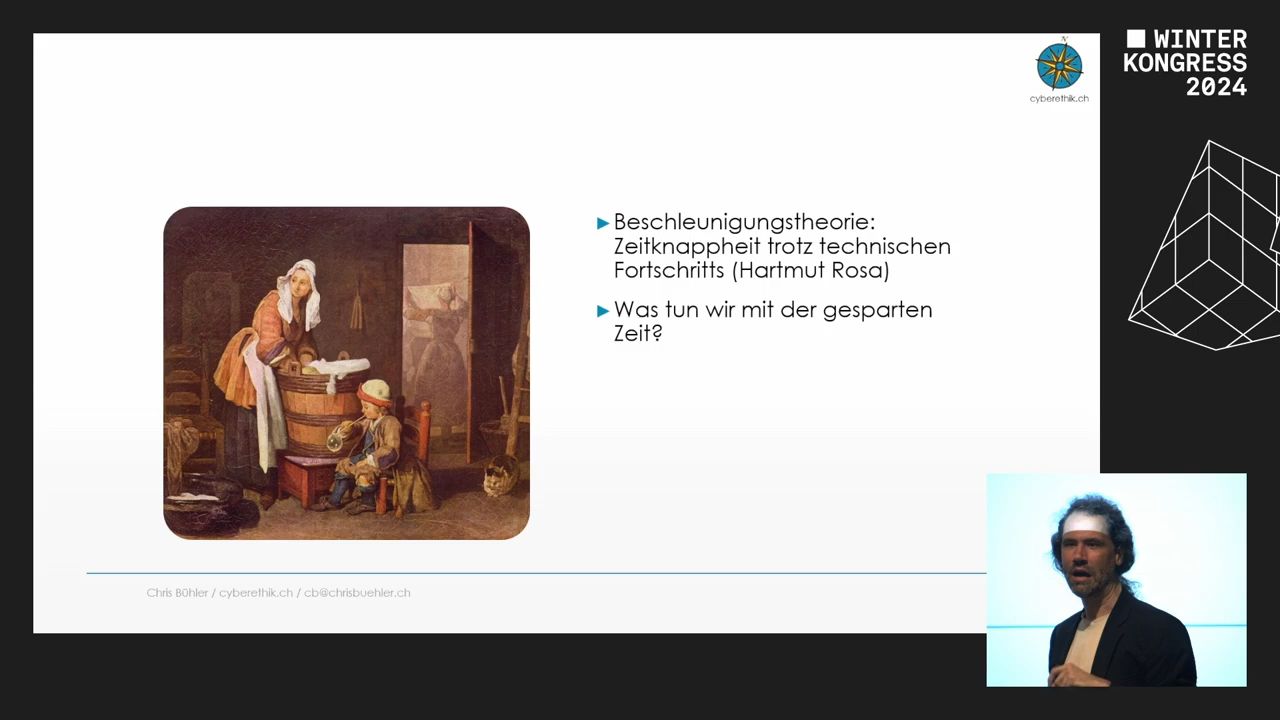 WINTER
KONGRESS
2024
N
cyberethik.ch
Beschleunigungstheorie:
Zeitknappheit trotz technischen
Fortschritts (Hartmut Rosa)
Was tun wir mit der gesparten
Zeit?
Chris Bühler / cyberethik.ch / cb@chrisbuehler.ch